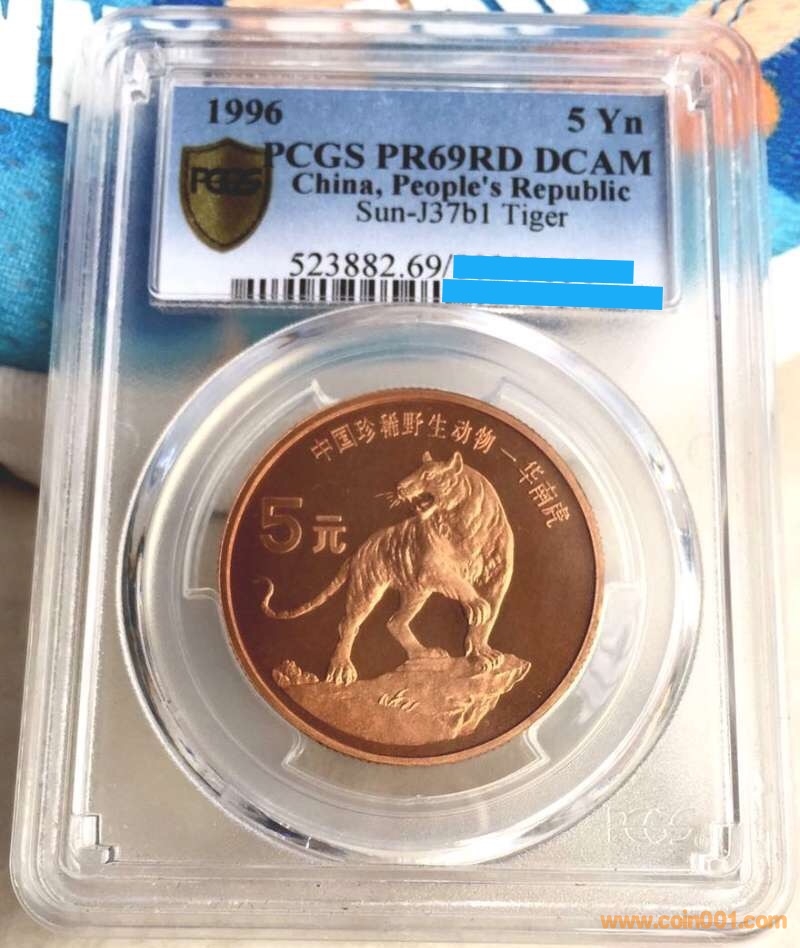 1996 5 Yn
PCGS PR69RD DCAM
PCGS
China, People's Republic
Sun-J37b1 Tiger
523882.69/
中国珍稀野生动物—华南虎
5元
PCGS
www.coin001.com